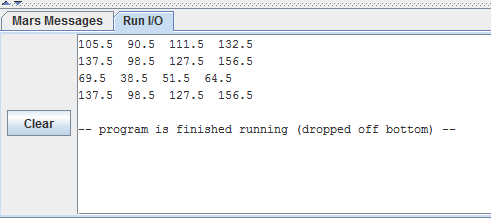 Mars Messages Run I/O
105.5 90.5 111.5 132.5
137.5 98.5 127.5 156.5
69.5 38.5 51.5 64.5
137.5 98.5 127.5 156.5
Clear
-- program is finished running (dropped off bottom) --